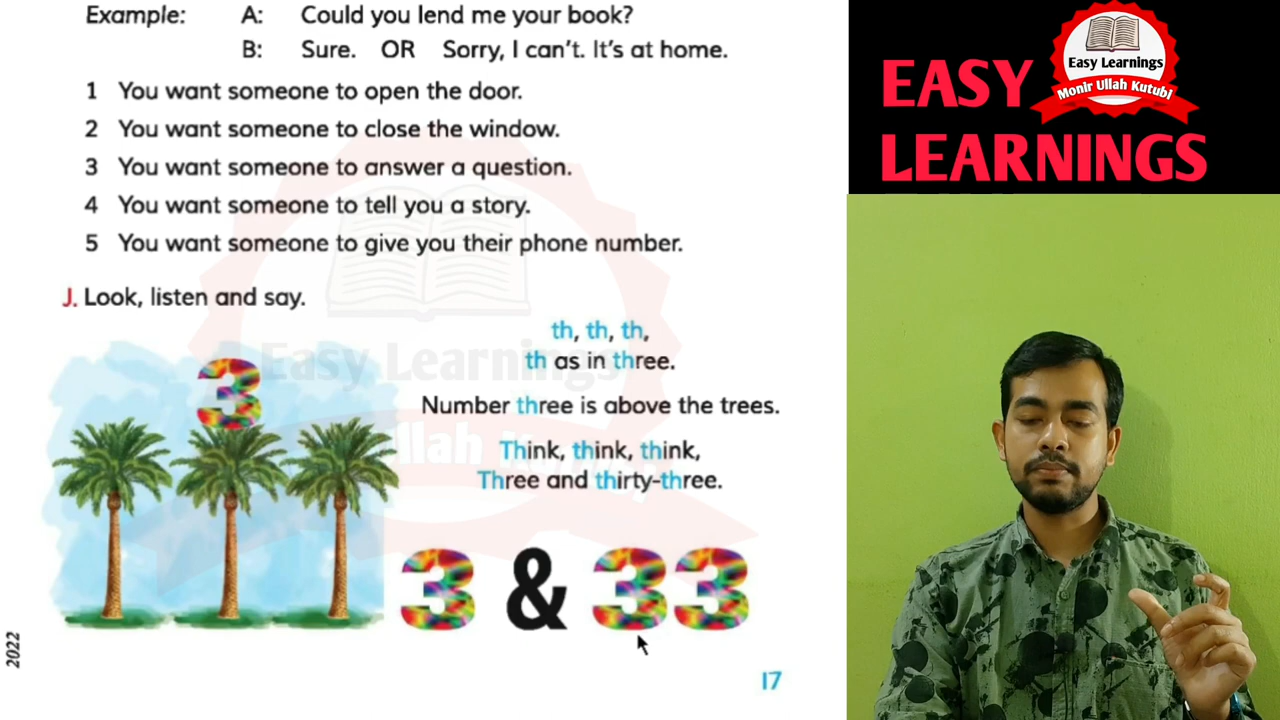 Example: A: Could you lend me your book?
B: Sure. OR Sorry, I can't. It's at home.
1 You want someone to open the door.
2 You want someone to close the window.
3 You want someone to answer a question.
4 You want someone to tell you a story.
5 You want someone to give you their phone number.
J. Look, listen and say.
th, th, th,
th as in three.
Number three is above the trees.
Think, think, think,
Three and thirty-three.
3
3 & 33
2022
17
Easy Learnings
Ullah Ku
EASY
LEARNINGS
Easy Learnings
Monir Ullah Kutubi